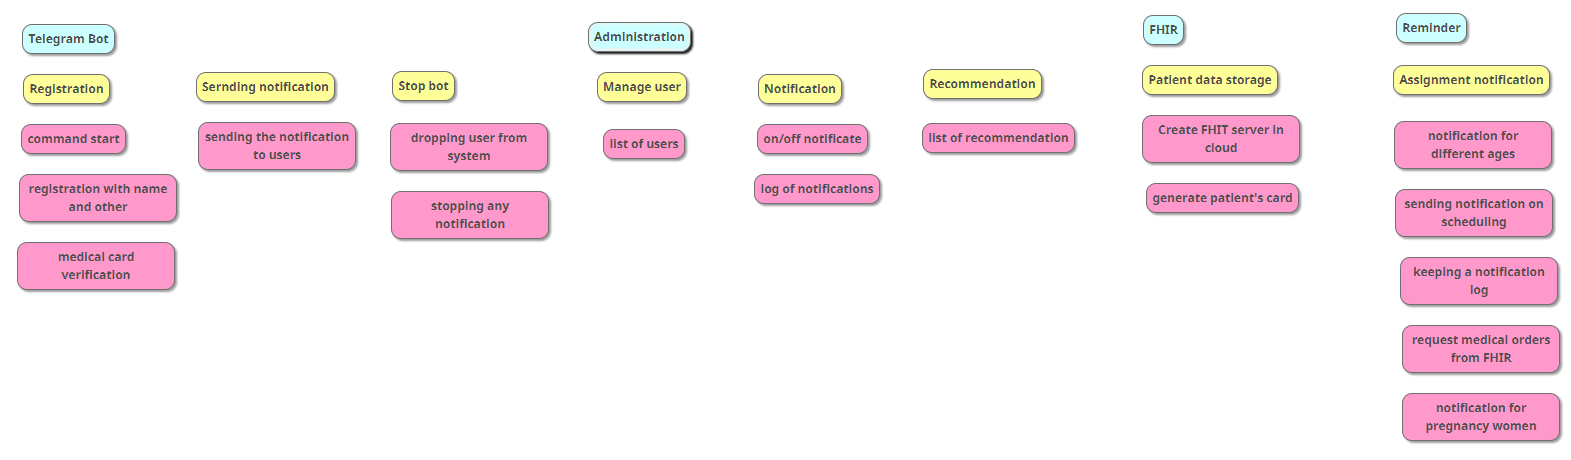 Telegram Bot
Registration
command start
registration with name
and other
medical card
verification
Sernding notification
sending the notification
to users
Stop bot
dropping user from
system
stopping any
notification
Administration
Manage user
list of users
Notification
on/off notificate
log of notifications
Recommendation
list of recommendation
FHIR
Patient data storage
Create FHIT server in
cloud
generate patient's card
Reminder
Assignment notification
notification for
different ages
sending notification on
scheduling
keeping a notification
log
request medical orders
from FHIR
notification for
pregnancy women